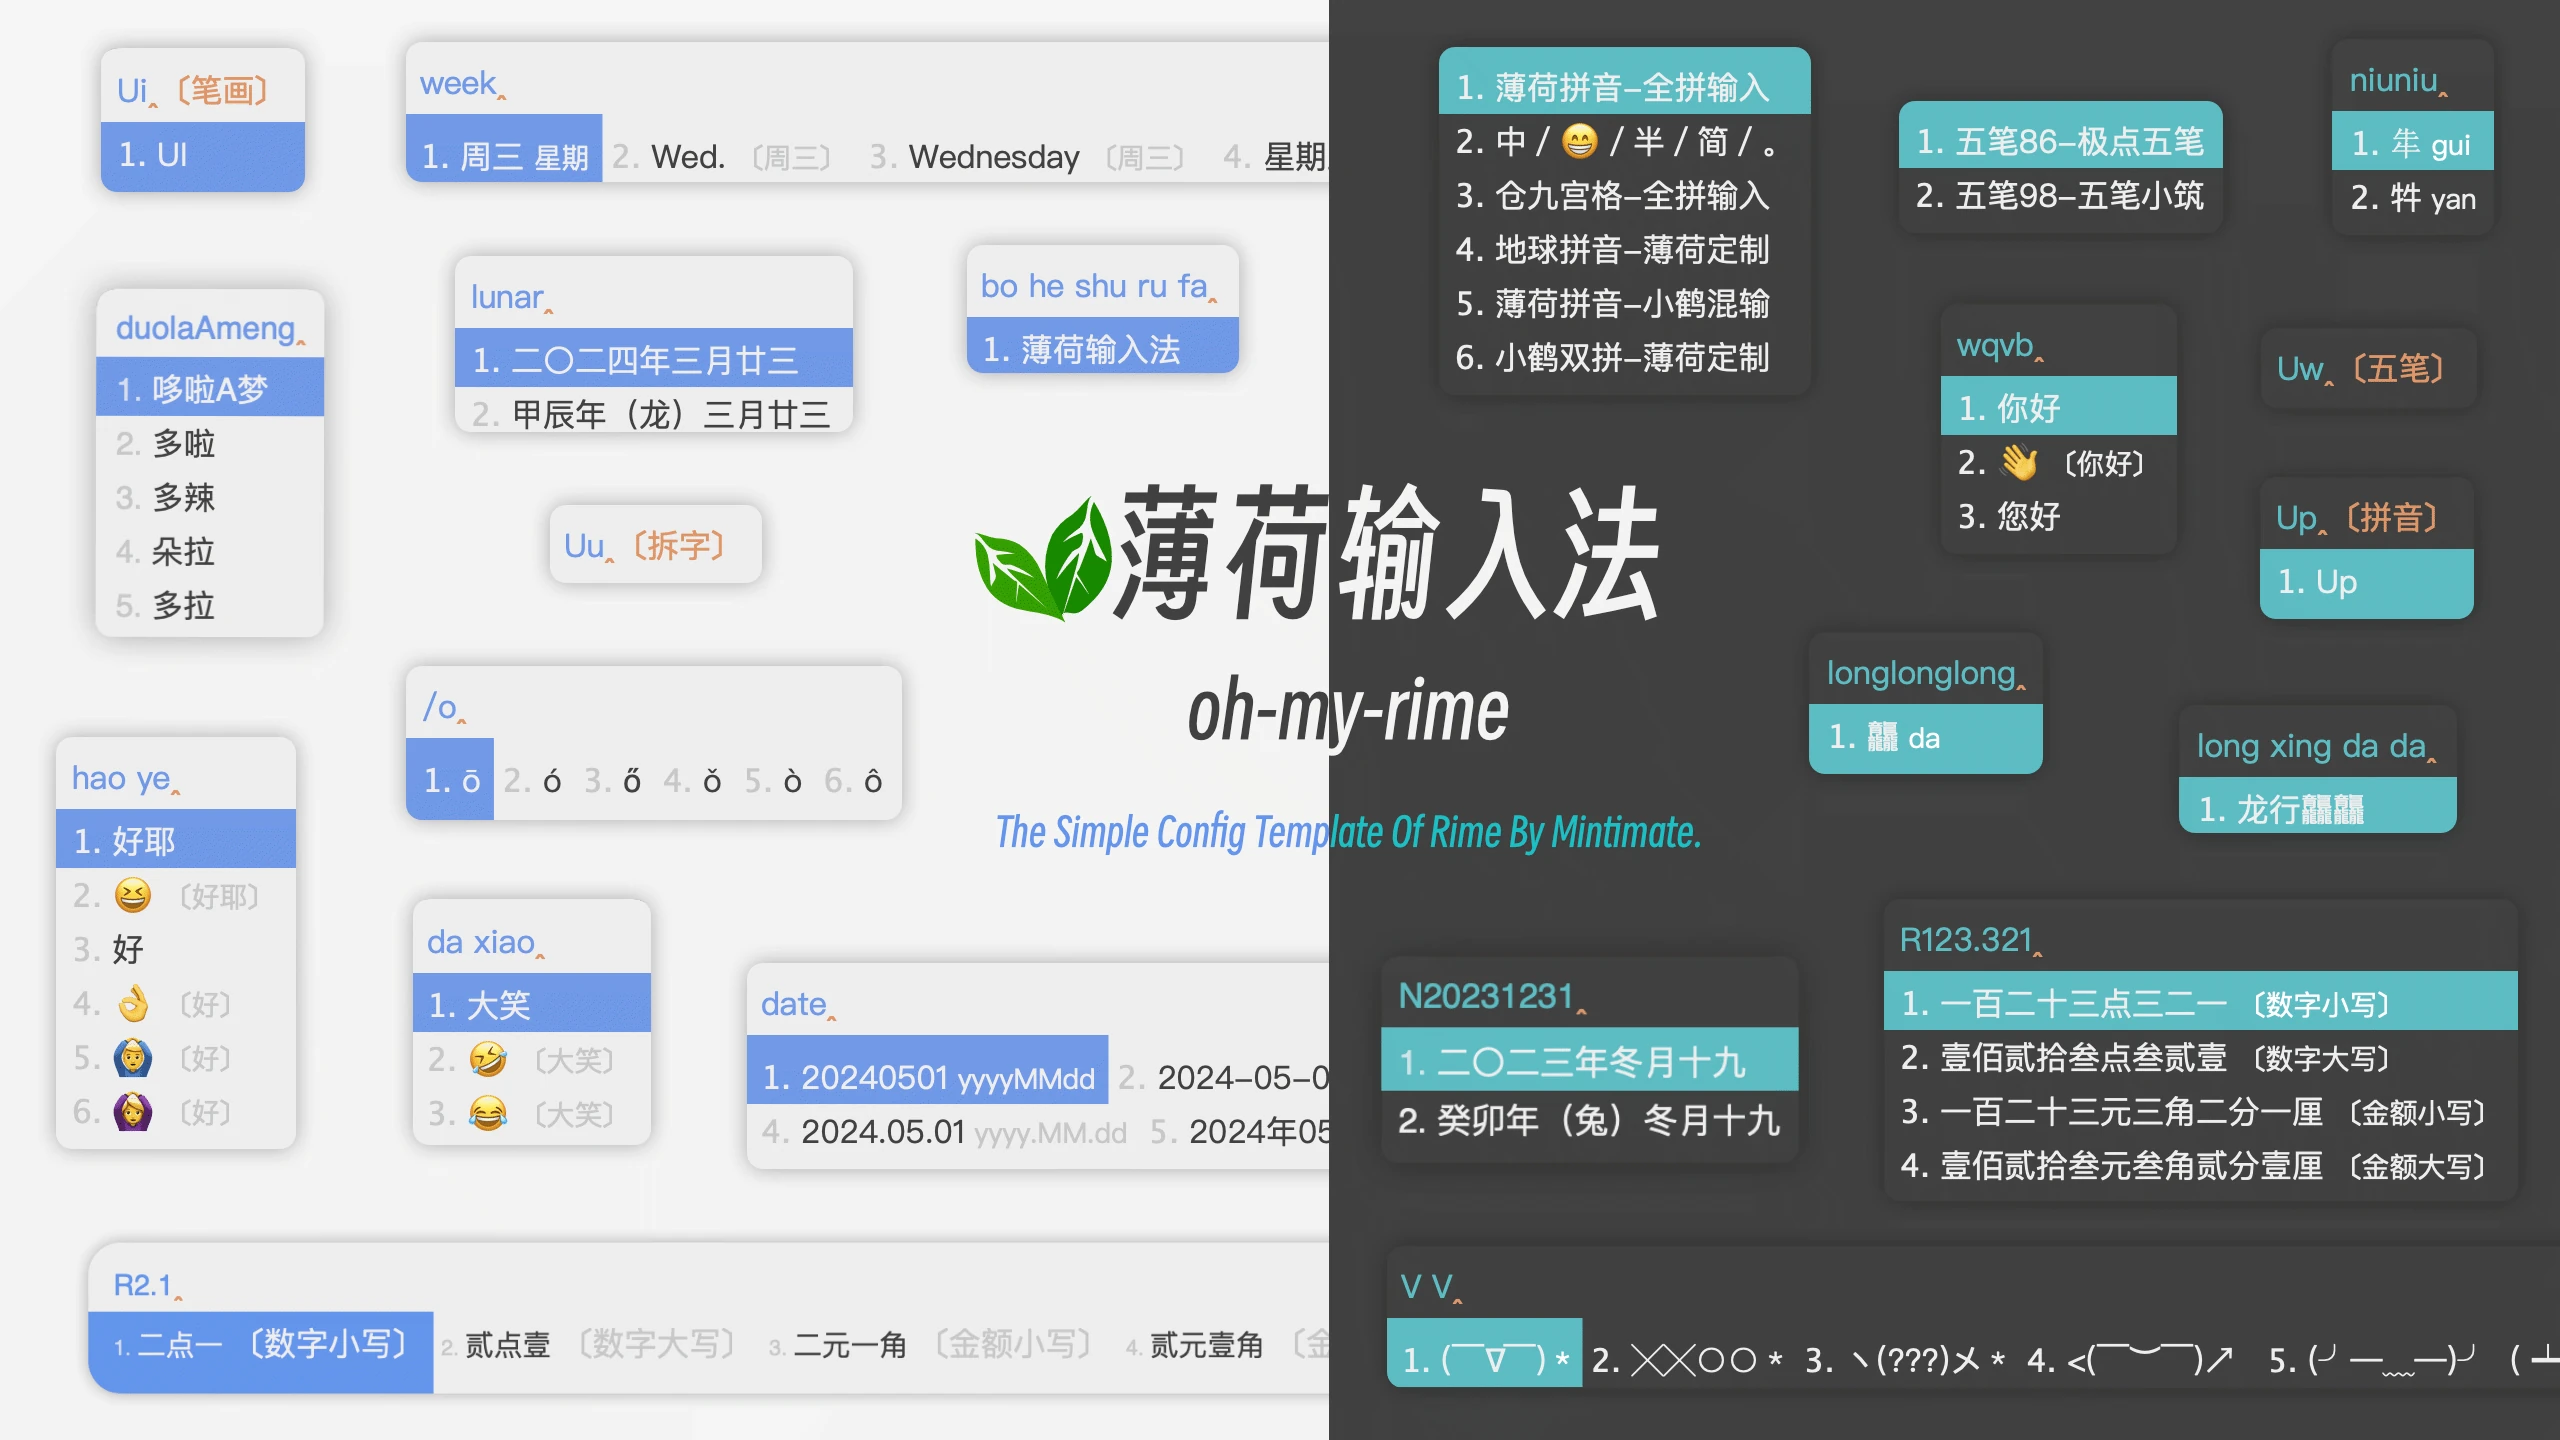 Ui‸〔笔画〕
1. UI
week‸
1. 周三 星期 2. Wed. 〔周三〕 3. Wednesday 〔周三〕 4. 星期
duolaAmeng‸
1. 哆啦A梦
2. 多啦
3. 多辣
4. 朵拉
5. 多拉
lunar‸
1. 二〇二四年三月廿三
2. 甲辰年（龙）三月廿三
bo he shu ru fa‸
1. 薄荷输入法
Uu‸〔拆字〕
/o‸
1. ō 2. ó 3. ő 4. ǒ 5. ò 6. ô
hao ye‸
1. 好耶
2. 😆 〔好耶〕
3. 好
4. 👌 〔好〕
5. 🙆‍♂️ 〔好〕
6. 🙆‍♀️ 〔好〕
da xiao‸
1. 大笑
2. 🤣 〔大笑〕
3. 😂 〔大笑〕
date‸
1. 20240501 yyyyMMdd 2. 2024-05-0
4. 2024.05.01 yyyy.MM.dd 5. 2024年05
R2.1‸
1. 二点一 〔数字小写〕 2. 贰点壹 〔数字大写〕 3. 二元一角 〔金额小写〕 4. 贰元壹角 〔金
薄荷输入法
oh-my-rime
The Simple Config Template Of Rime By Mintimate.
1. 薄荷拼音-全拼输入
2. 中 / 😁 / 半 / 简 / 。
3. 仓九宫格-全拼输入
4. 地球拼音-薄荷定制
5. 薄荷拼音-小鹤混输
6. 小鹤双拼-薄荷定制
1. 五笔86-极点五笔
2. 五笔98-五笔小筑
niuniu‸
1. gui
2. 牪 yan
wqvb‸
1. 你好
2. 👋 〔你好〕
3. 您好
Uw‸〔五笔〕
Up‸〔拼音〕
1. Up
longlonglong‸
1. 龘 da
long xing da da‸
1. 龙行龘龘
N20231231‸
1. 二〇二三年冬月十九
2. 癸卯年（兔）冬月十九
R123.321‸
1. 一百二十三点三二一 〔数字小写〕
2. 壹佰贰拾叁点叁贰壹 〔数字大写〕
3. 一百二十三元三角二分一厘 〔金额小写〕
4. 壹佰贰拾叁元叁角贰分壹厘 〔金额大写〕
V V‸
1. (￣∇￣) * 2. ╳╳○○ * 3. ヽ(???)メ * 4. <(￣︶￣)↗ 5. (╯—﹏—)╯ (